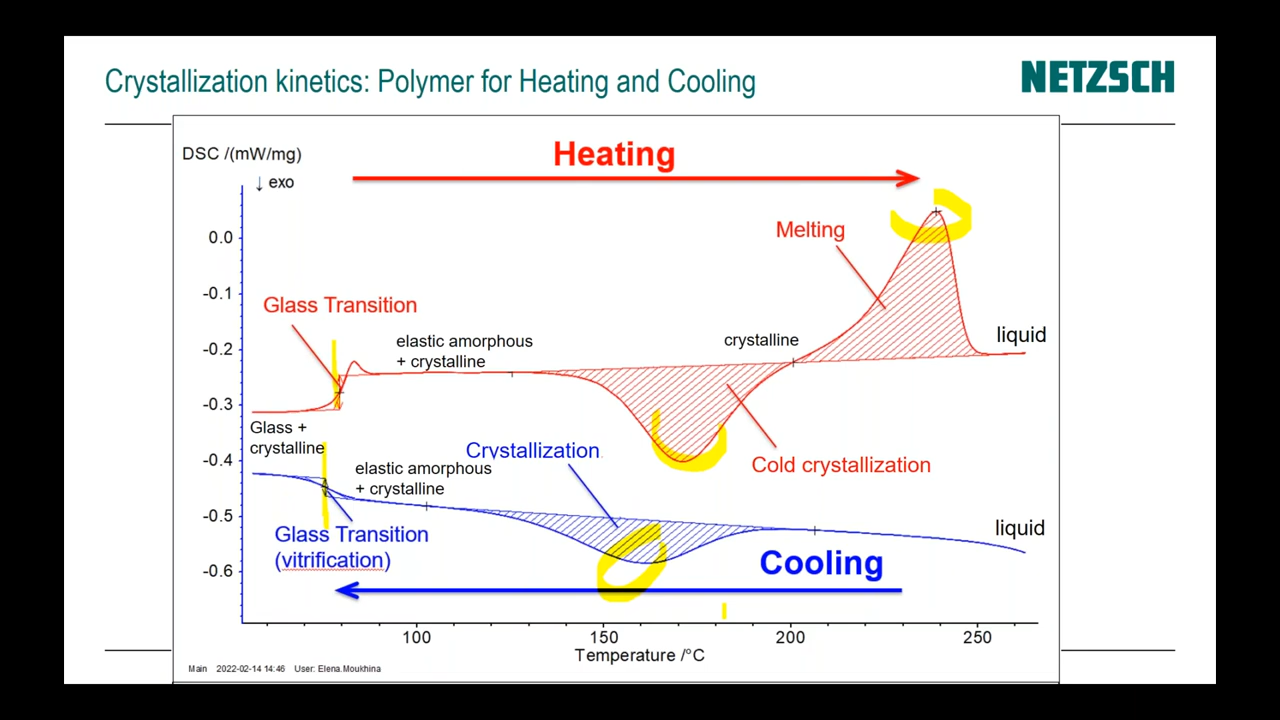 Crystallization kinetics: Polymer for Heating and Cooling
NETZSCH
DSC /(mW/mg)
↓ exo
Heating
0.0
-0.1
-0.2
-0.3
-0.4
-0.5
-0.6
Melting
Glass Transition
elastic amorphous
+ crystalline
crystalline
liquid
Glass +
crystalline
Crystallization
Cold crystallization
elastic amorphous
+ crystalline
Glass Transition
(vitrification)
liquid
Cooling
100
150
200
250
Temperature /°C
Main 2022-02-14 14:46 User: Elena.Moukhina